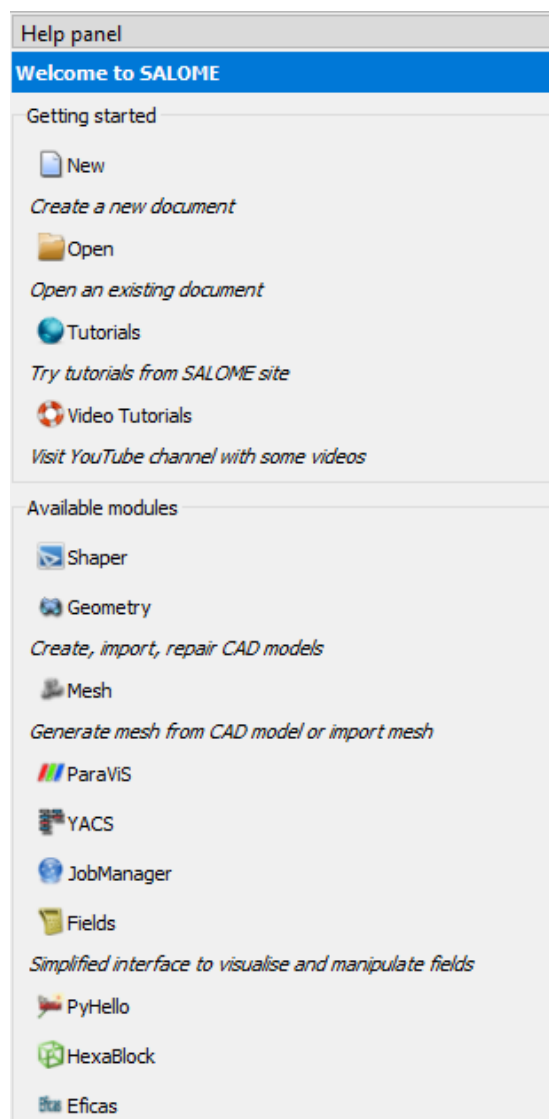 Help panel
Welcome to SALOME
Getting started
New
Create a new document
Open
Open an existing document
Tutorials
Try tutorials from SALOME site
Video Tutorials
Visit YouTube channel with some videos
Available modules
Shaper
Geometry
Create, import, repair CAD models
Mesh
Generate mesh from CAD model or import mesh
ParaViS
YACS
JobManager
Fields
Simplified interface to visualise and manipulate fields
PyHello
HexaBlock
Eficas